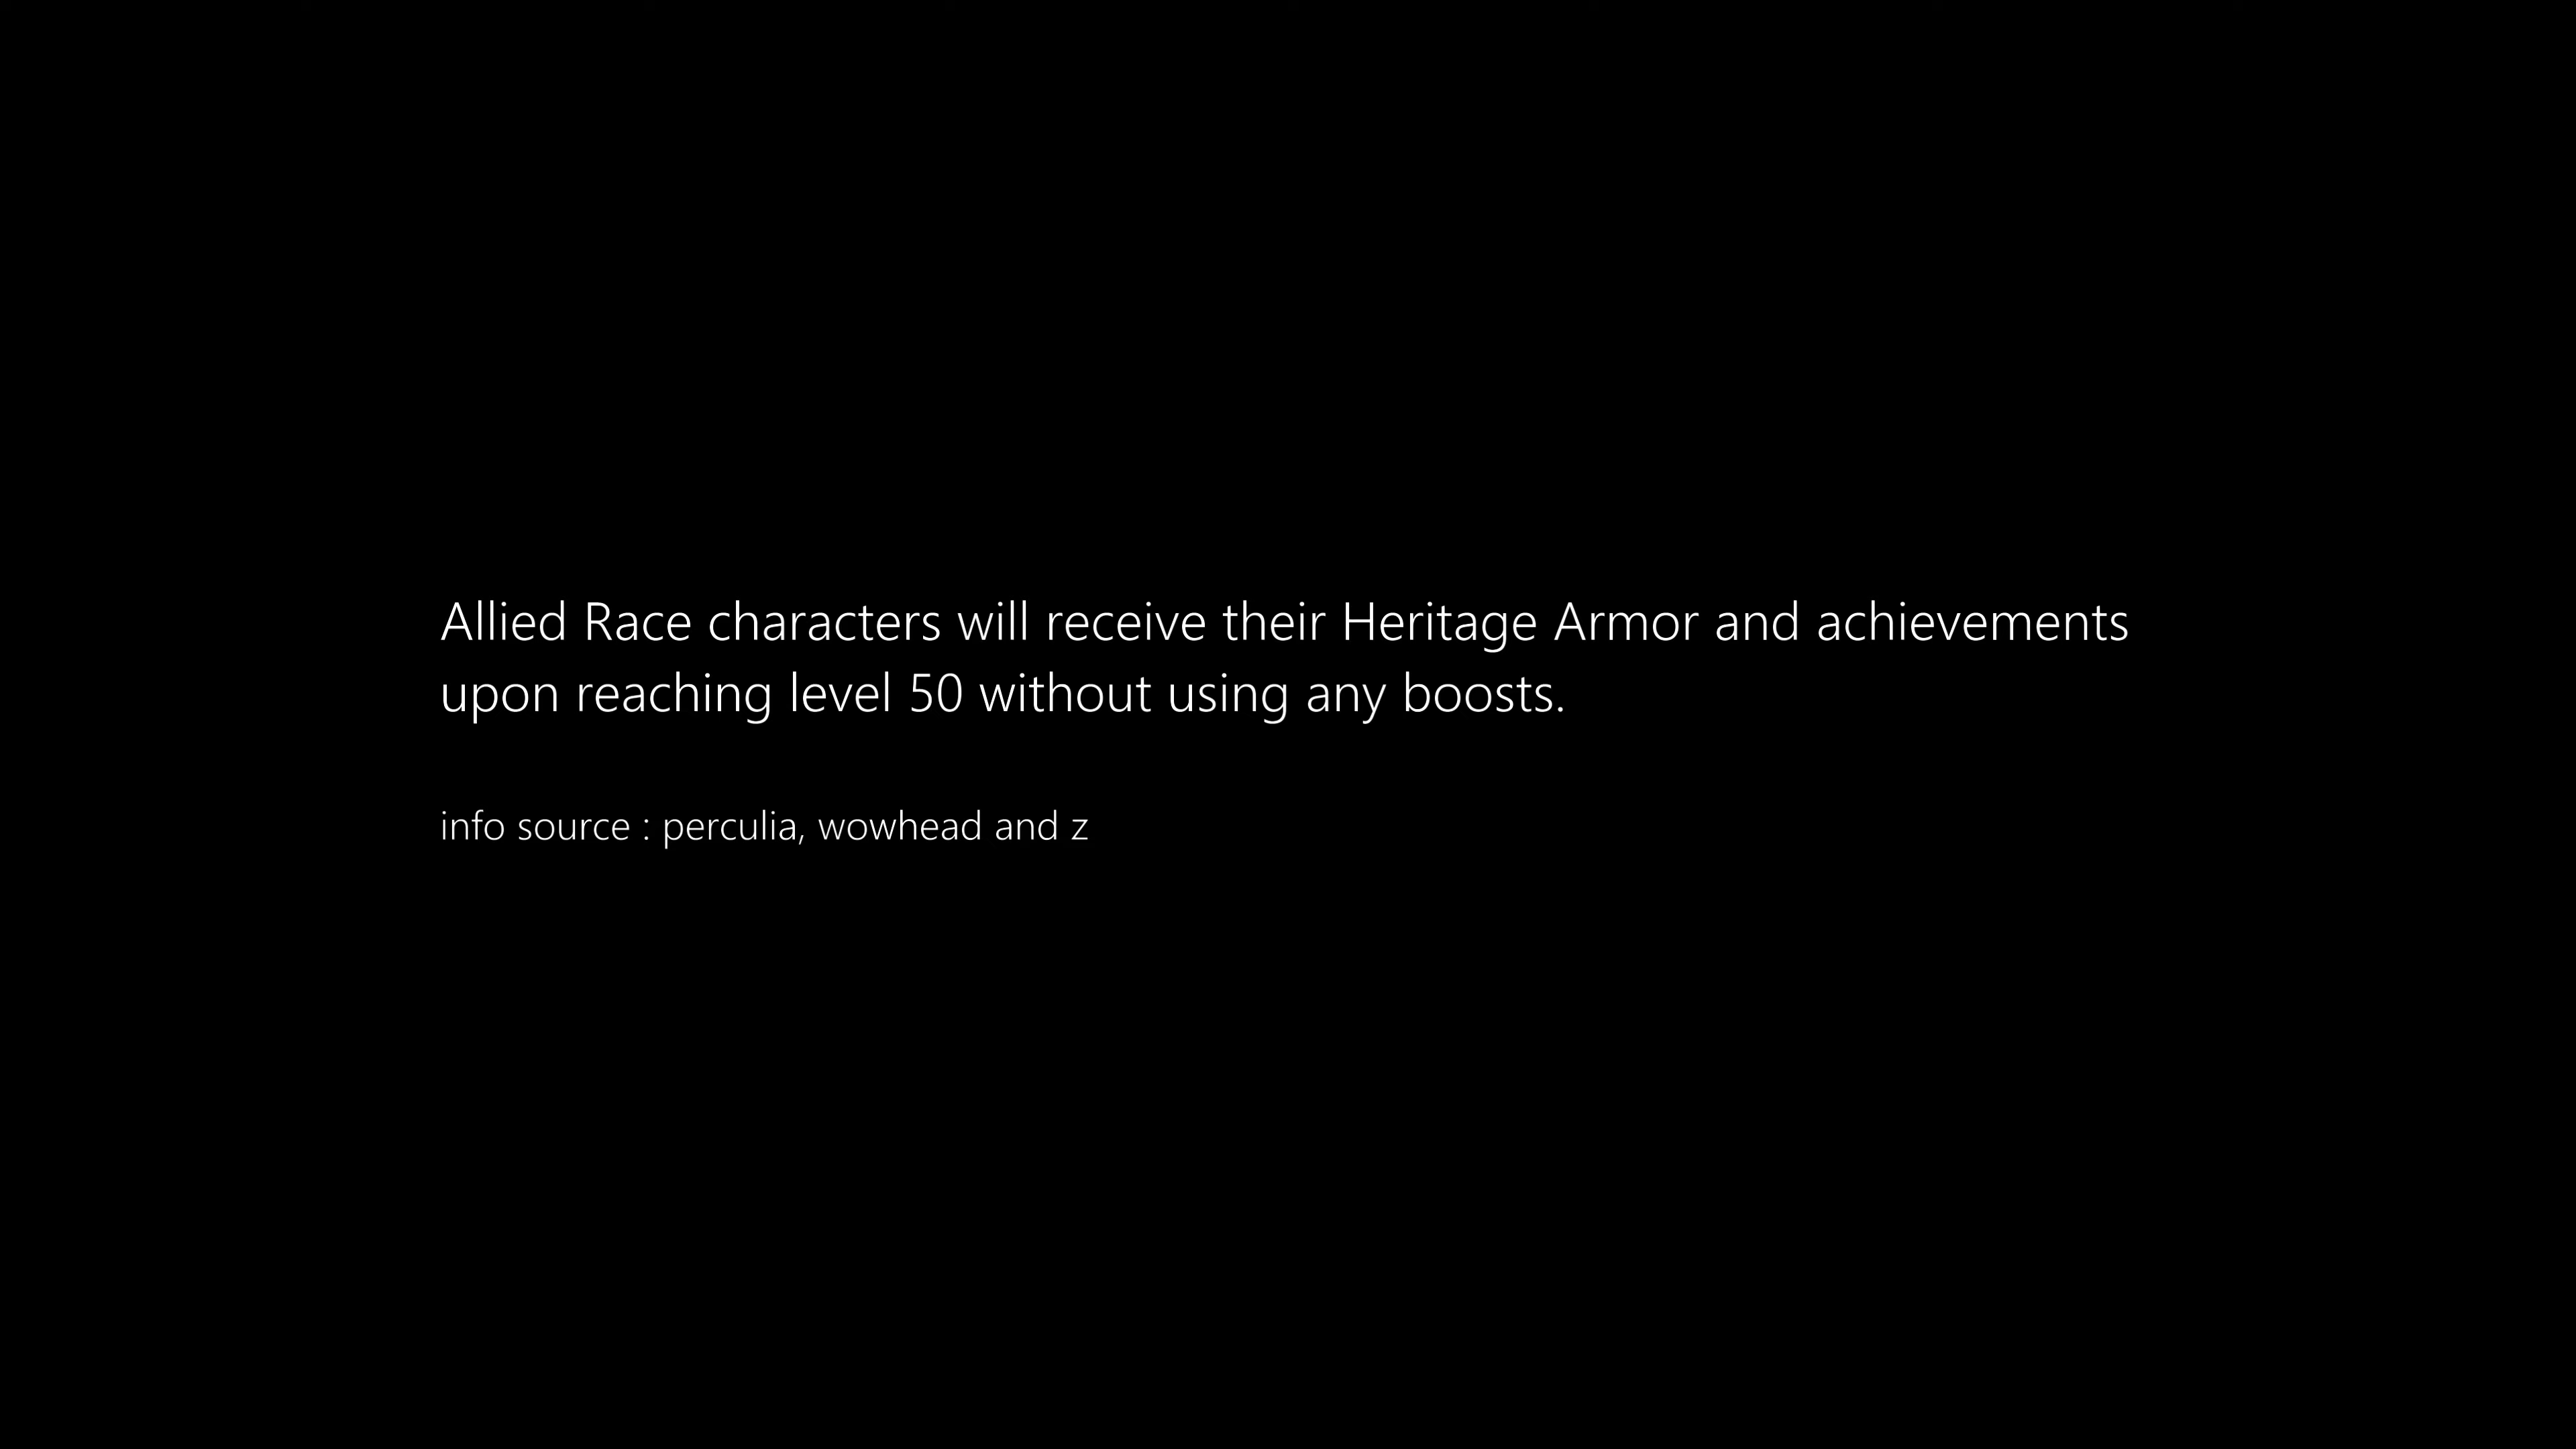 Allied Race characters will receive their Heritage Armor and achievements
upon reaching level 50 without using any boosts.
info source : perculia, wowhead and z